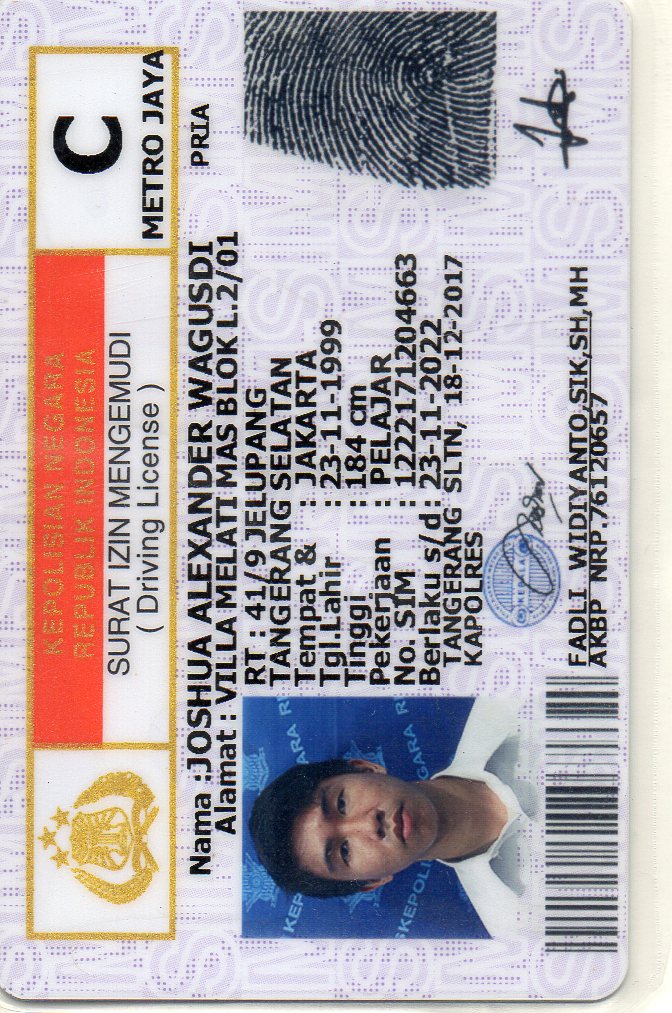 KEPOLISIAN NEGARA
REPUBLIK INDONESIA
SURAT IZIN MENGEMUDI
( Driving License )
C
METRO JAYA
PRIA
Nama :JOSHUA ALEXANDER WAGUSDI
Alamat : VILLA MELATI MAS BLOK L.2/01
RT : 41/9 JELUPANG
TANGERANG SELATAN
Tempat & : JAKARTA
Tgl.Lahir : 23-11-1999
Tinggi : 184 cm
Pekerjaan : PELAJAR
No. SIM : 1222171204663
Berlaku s/d : 23-11-2022
TANGERANG SLTN, 18-12-2017
KAPOLRES
FADLI WIDIYANTO,SIK,SH,MH
AKBP NRP.76120657